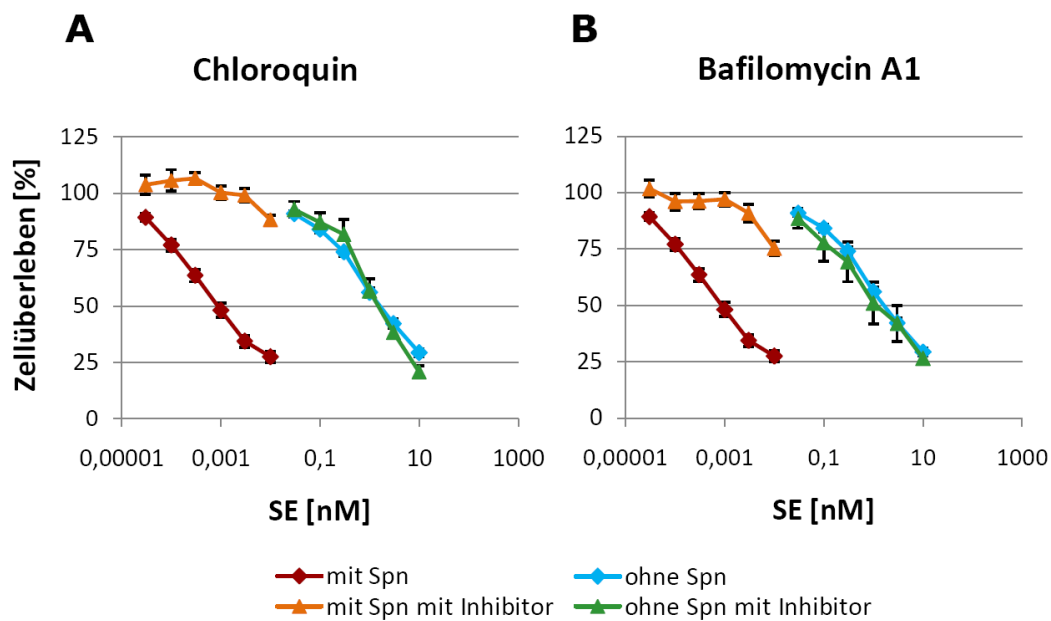 A
Chloroquin
Zellüberleben [%]
125
100
75
50
25
0
0,00001
0,001
0,1
10
1000
SE [nM]
B
Bafilomycin A1
125
100
75
50
25
0
0,00001
0,001
0,1
10
1000
SE [nM]
mit Spn
ohne Spn
mit Spn mit Inhibitor
ohne Spn mit Inhibitor